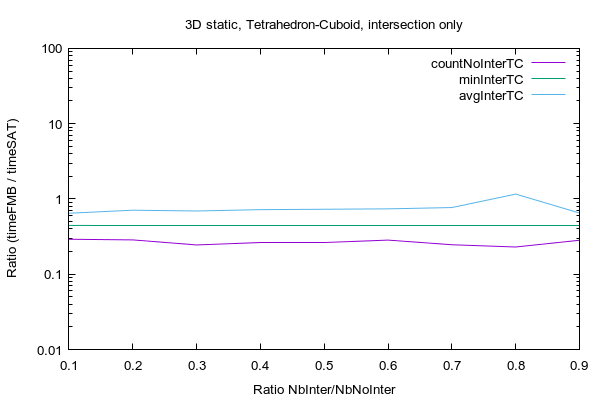 3D static, Tetrahedron-Cuboid, intersection only
countNoInterTC
minInterTC
avgInterTC
Ratio (timeFMB / timeSAT)
100
10
1
0.1
0.01
0.1 0.2 0.3 0.4 0.5 0.6 0.7 0.8 0.9
Ratio NbInter/NbNoInter